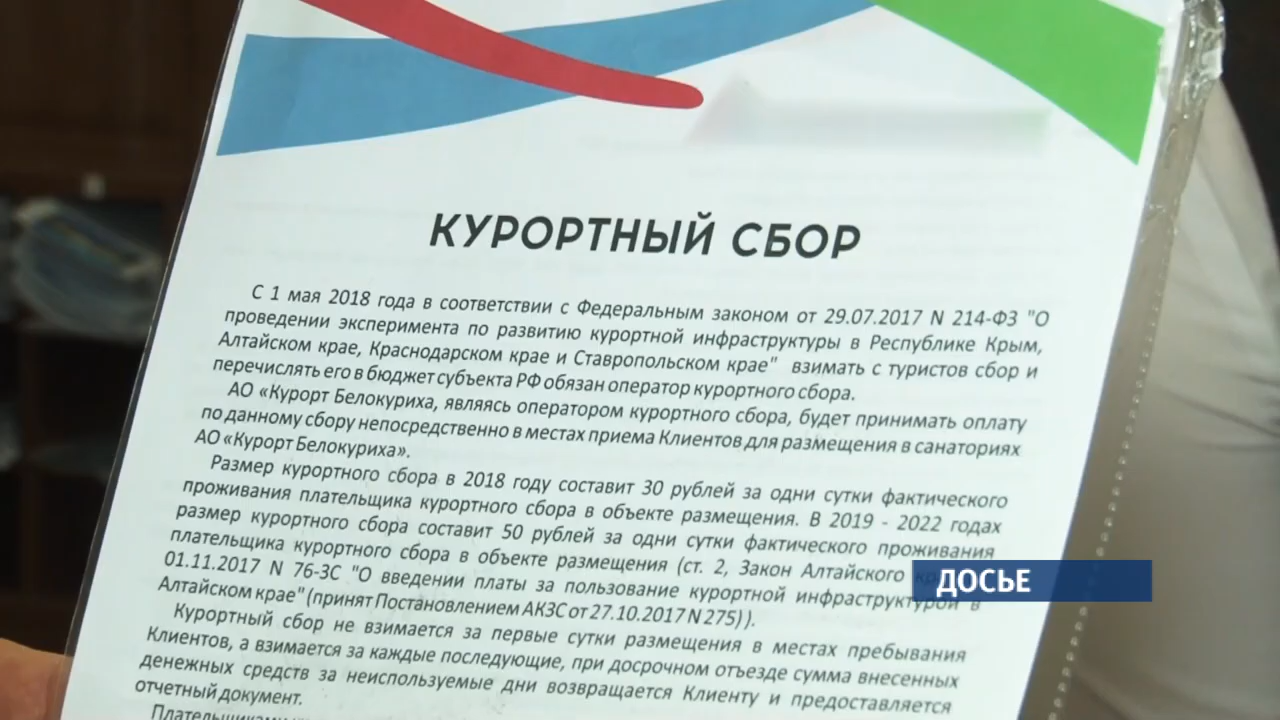 КУРОРТНЫЙ СБОР
С 1 мая 2018 года в соответствии с Федеральным законом от 29.07.2017 N 214-ФЗ "О
проведении эксперимента по развитию курортной инфраструктуры в Республике Крым,
Алтайском крае, Краснодарском крае и Ставропольском крае" взимать с туристов сбор и
перечислять его в бюджет субъекта РФ обязан оператор курортного сбора.
АО «Курорт Белокуриха, являясь оператором курортного сбора, будет принимать оплату
по данному сбору непосредственно в местах приема Клиентов для размещения в санаториях
АО «Курорт Белокуриха».
Размер курортного сбора в 2018 году составит 30 рублей за одни сутки фактического
проживания плательщика курортного сбора в объекте размещения. В 2019 - 2022 годах
размер курортного сбора составит 50 рублей за одни сутки фактического проживания
плательщика курортного сбора в объекте размещения (ст. 2, Закон Алтайского
01.11.2017 N 76-ЗС "О введении платы за пользование курортной инфраструктурой в
Алтайском крае" (принят Постановлением АКЗС от 27.10.2017 N 275) ).
Курортный сбор не взимается за первые сутки размещения в местах пребывания
Клиентов, а взимается за каждые последующие, при досрочном отъезде сумма внесенных
денежных средств за неиспользуемые дни возвращается Клиенту и предоставляется
отчетный документ.
ДОСЬЕ